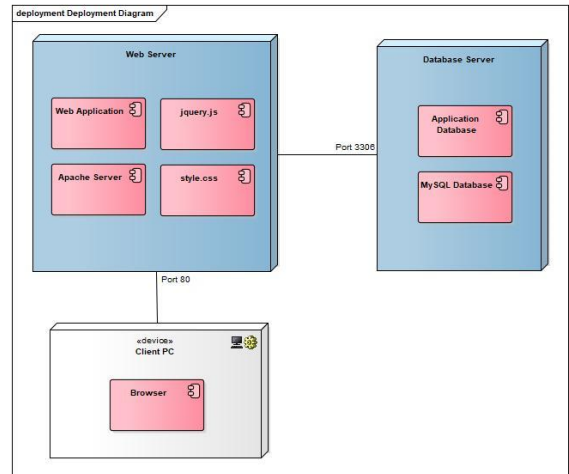 deployment Deployment Diagram
Web Server
Web Application
jquery.js
Apache Server
style.css
Database Server
Application
Database
MySQL Database
Port 3306
Port 80
«device»
Client PC
Browser